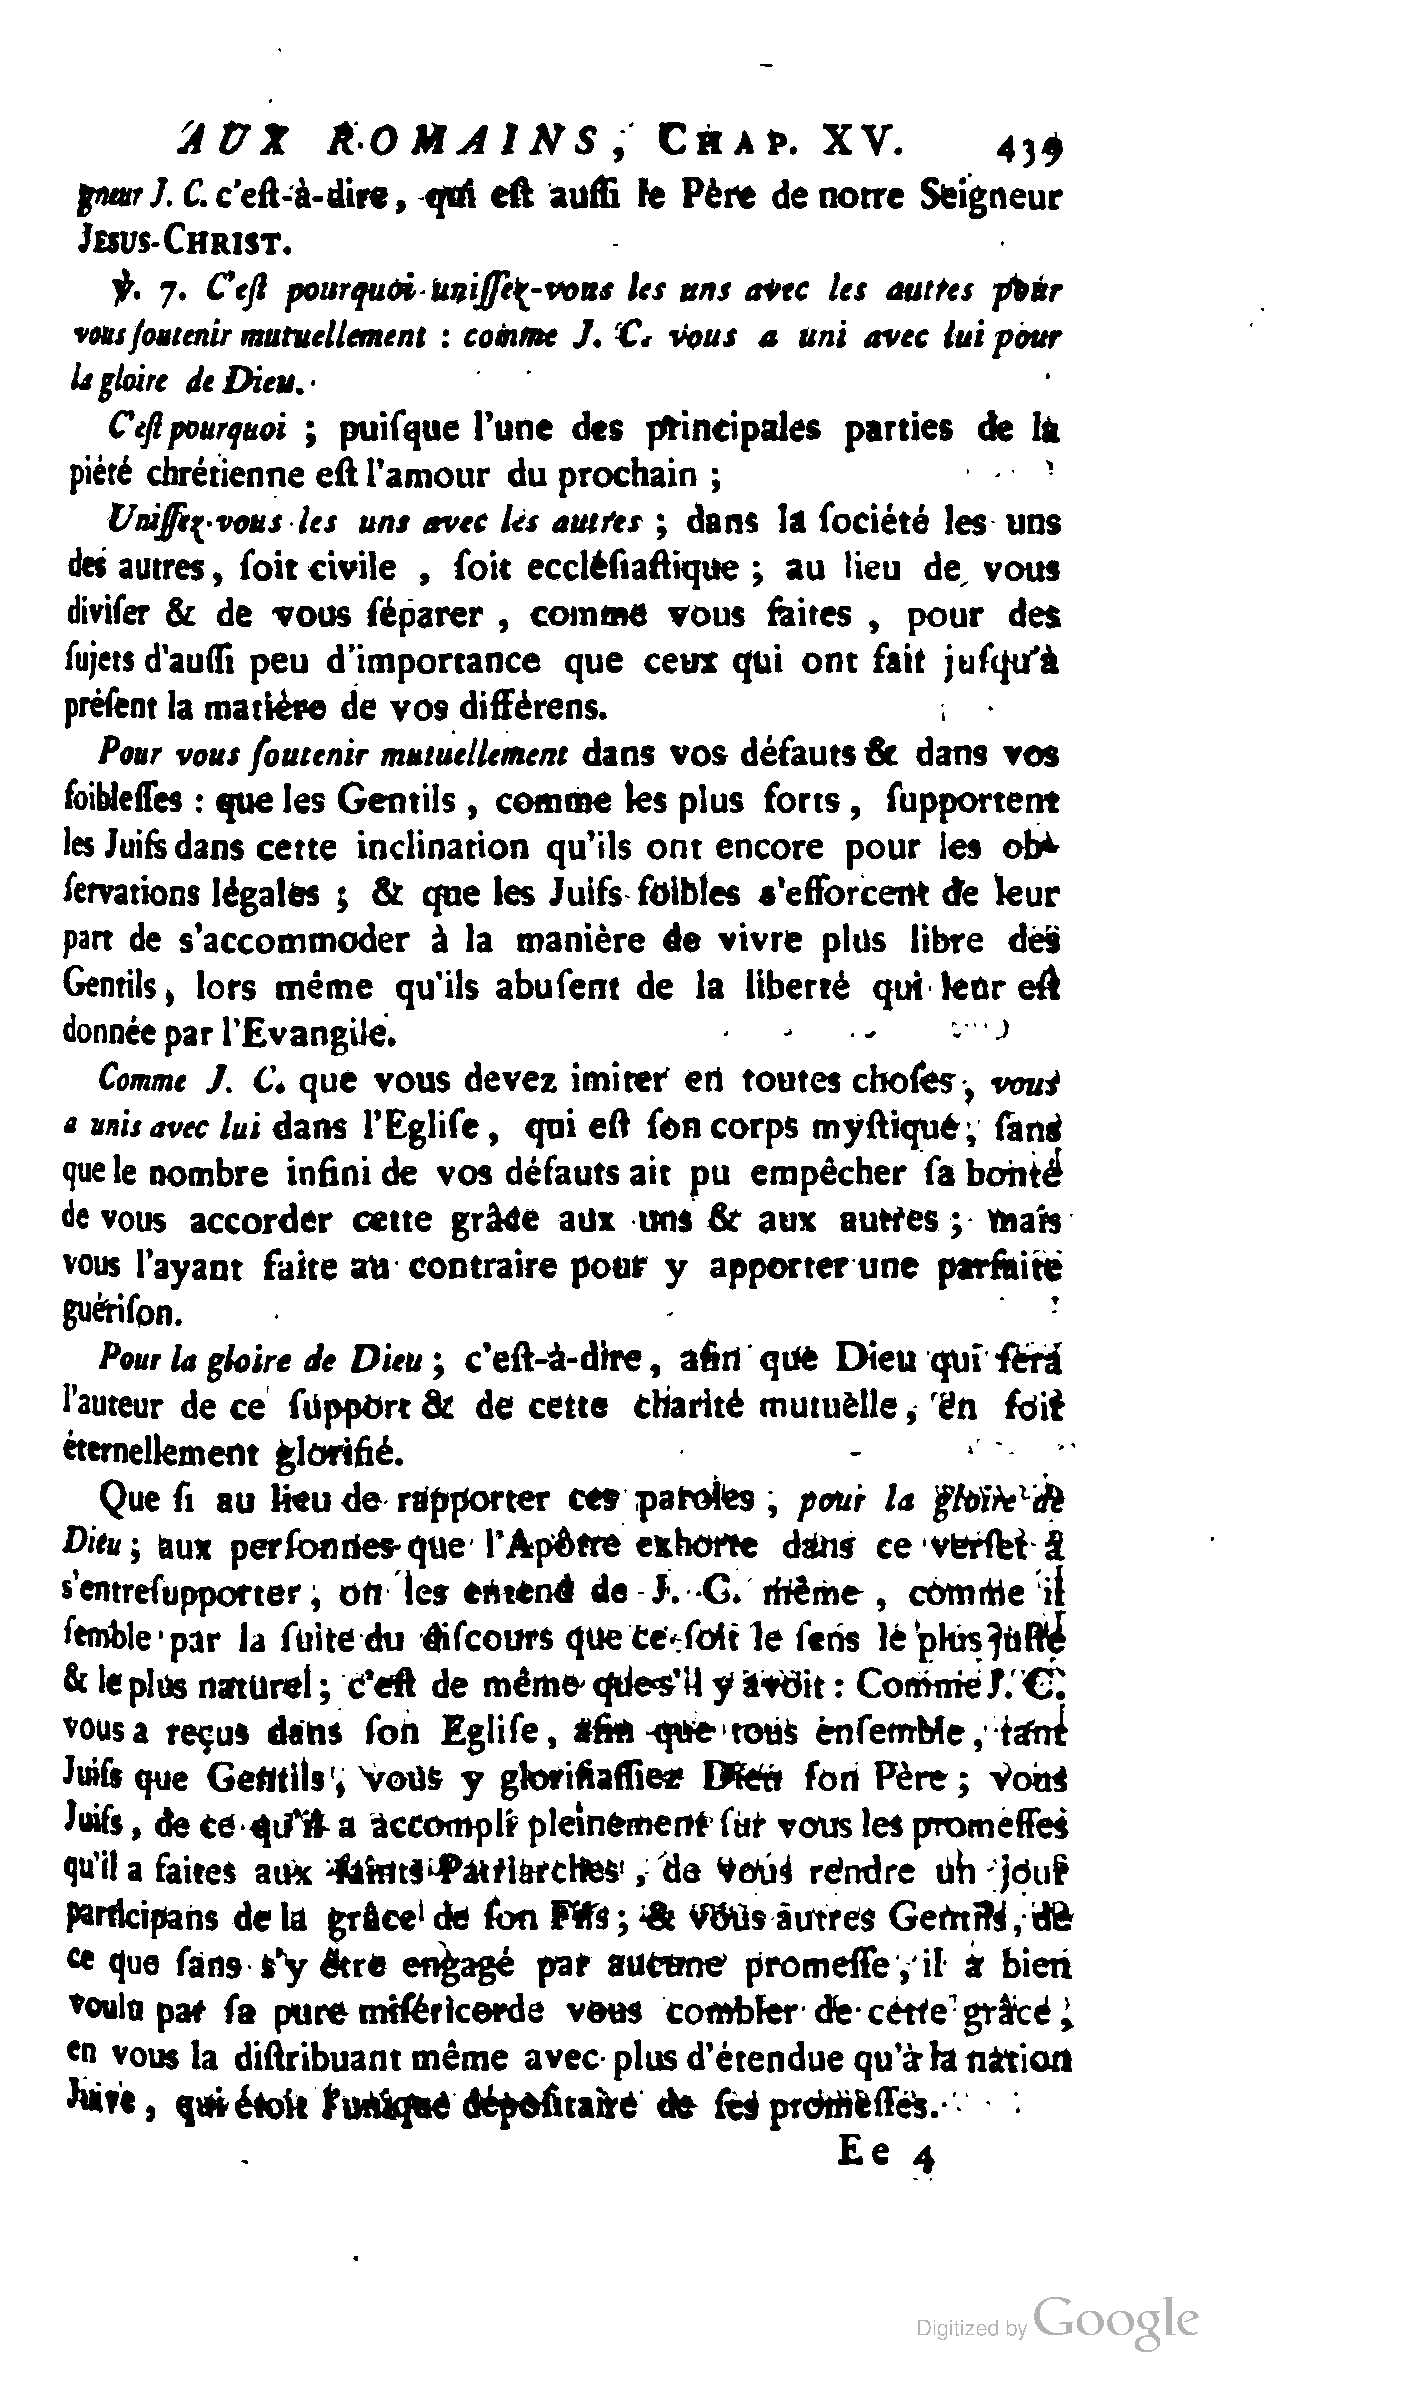 AUX ROMAINS, CHAP. XV. 439
gneur J. C. c'eſt-à-dire, qui eſt auſſi le Père de notre Seigneur
JESUS-CHRIST.
℣. 7. C'eſt pourquoi uniſſez-vous les uns avec les autres pour
vous ſoutenir mutuellement : comme J. C. vous a uni avec lui pour
la gloire de Dieu.
C'eſt pourquoi ; puiſque l'une des principales parties de la
piété chrétienne eſt l'amour du prochain ;
Uniſſez-vous les uns avec les autres ; dans la ſociété les uns
des autres, ſoit civile , ſoit eccléſiaſtique ; au lieu de vous
diviſer & de vous ſéparer , comme vous faites , pour des
ſujets d'auſſi peu d'importance que ceux qui ont fait juſqu'à
préſent la matière de vos différens.
Pour vous ſoutenir mutuellement dans vos défauts & dans vos
foibleſſes : que les Gentils , comme les plus forts , ſupportent
les Juifs dans cette inclination qu'ils ont encore pour les ob-
ſervations légales ; & que les Juifs foibles s'efforcent de leur
part de s'accommoder à la manière de vivre plus libre des
Gentils, lors même qu'ils abuſent de la liberté qui leur eſt
donnée par l'Evangile.
Comme J. C. que vous devez imiter en toutes choſes, vous
a unis avec lui dans l'Egliſe, qui eſt ſon corps myſtique, ſans
que le nombre infini de vos défauts ait pu empêcher ſa bonté
de vous accorder cette grâce aux uns & aux autres ; mais
vous l'ayant faite au contraire pour y apporter une parfaite
guériſon.
Pour la gloire de Dieu ; c'eſt-à-dire, afin que Dieu qui ſera
l'auteur de ce ſupport & de cette charité mutuelle, en ſoit
éternellement glorifié.
Que ſi au lieu de rapporter ces paroles ; pour la gloire de
Dieu ; aux perſonnes que l'Apôtre exhorte dans ce verſet à
s'entreſupporter ; on les entend de J. C. même , comme il
ſemble par la ſuite du diſcours que ce ſoit le ſens le plus juſte
& le plus naturel ; c'eſt de même que s'il y avoit : Comme J. C.
vous a reçus dans ſon Egliſe, afin que tous enſemble, tant
Juifs que Gentils, vous y glorifiaſſiez Dieu ſon Père ; vous
Juifs, de ce qu'il a accompli pleinement ſur vous les promeſſes
qu'il a faites aux ſaints Patriarches, de vous rendre un jour
participans de la grâce de ſon Fils ; & vous autres Gentils, de
ce que ſans s'y être engagé par aucune promeſſe, il a bien
voulu par ſa pure miſéricorde vous combler de cette grâce,
en vous la diſtribuant même avec plus d'étendue qu'à la nation
Juive, qui étoit l'unique dépoſitaire de ſes promeſſes.
E e 4
Digitized by Google